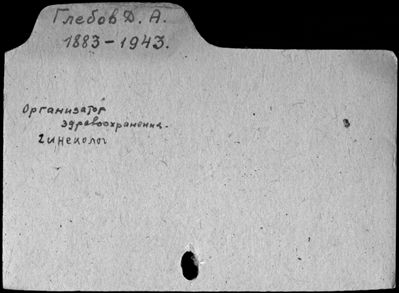 Глебов Д. А.
1883-1943.
Организатор
здравоохранения.
гинеколог